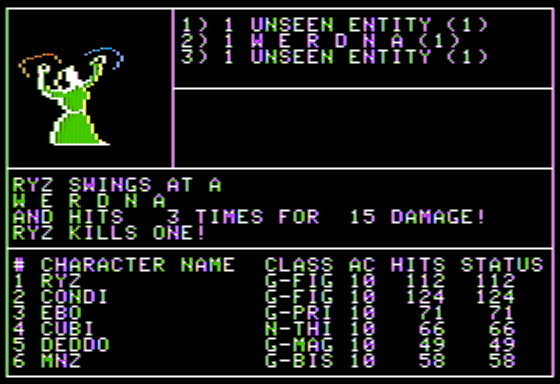 1) 1 UNSEEN ENTITY (1)
2) 1 W E R D N A (1)
3) 1 UNSEEN ENTITY (1)
RYZ SWINGS AT A
W E R D N A
AND HITS 3 TIMES FOR 15 DAMAGE!
RYZ KILLS ONE!
# CHARACTER NAME CLASS AC HITS STATUS
1 RYZ G-FIG 10 112 112
2 CONDI G-FIG 10 124 124
3 EBO G-PRI 10 71 71
4 CUBI N-THI 10 66 66
5 DEDDO G-MAG 10 49 49
6 MNZ G-BIS 10 58 58